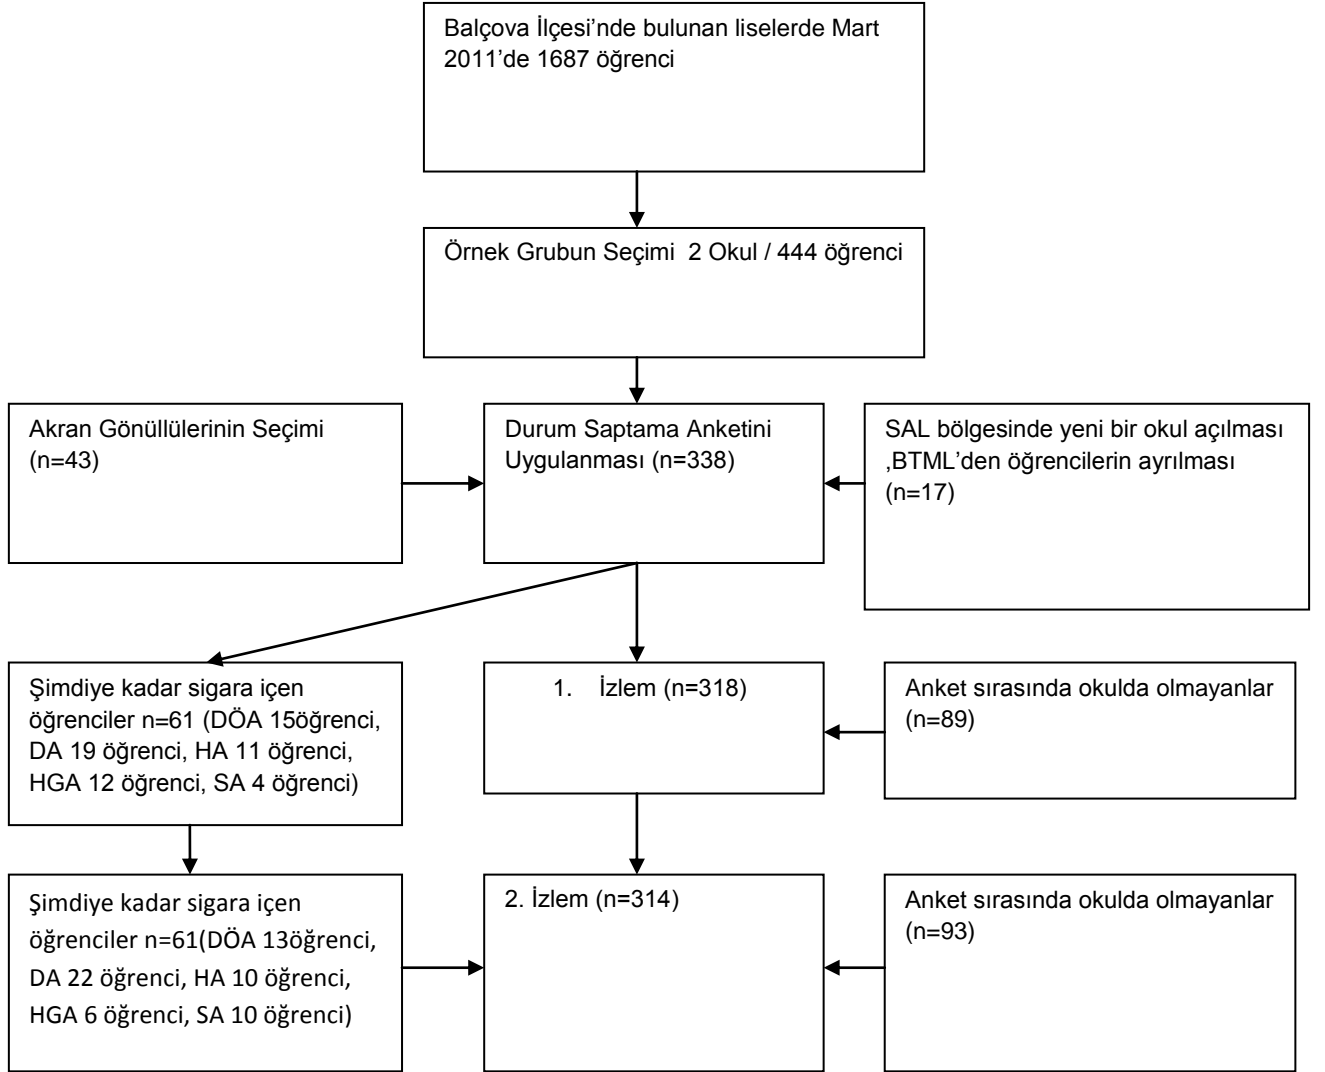 Balçova İlçesi’nde bulunan liselerde Mart
2011’de 1687 öğrenci
Örnek Grubun Seçimi  2 Okul / 444 öğrenci
Akran Gönüllülerinin Seçimi
(n=43)
Durum Saptama Anketini
Uygulanması (n=338)
SAL bölgesinde yeni bir okul açılması
,BTML’den öğrencilerin ayrılması
(n=17)
Şimdiye kadar sigara içen
öğrenciler n=61 (DÖA 15öğrenci,
DA 19 öğrenci, HA 11 öğrenci,
HGA 12 öğrenci, SA 4 öğrenci)
1. İzlem (n=318)
Anket sırasında okulda olmayanlar
(n=89)
Şimdiye kadar sigara içen
öğrenciler n=61(DÖA 13öğrenci,
DA 22 öğrenci, HA 10 öğrenci,
HGA 6 öğrenci, SA 10 öğrenci)
2. İzlem (n=314)
Anket sırasında okulda olmayanlar
(n=93)